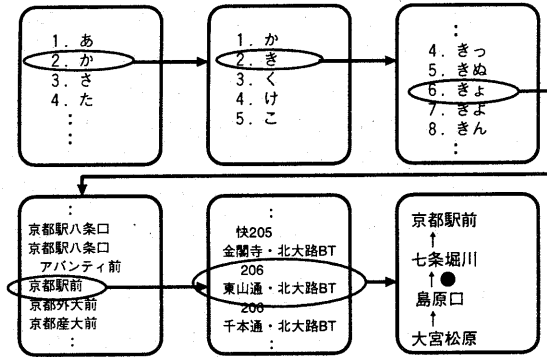 1. あ
2. か
3. さ
4. た
:
:
1. か
2. き
3. く
4. け
5. こ
:
4. きっ
5. きぬ
6. きょ
7. きよ
8. きん
:
:
京都駅八条口
京都駅八条口
アバンティ前
京都駅前
京都外大前
京都産大前
:
:
快205
金閣寺・北大路BT
206
東山通・北大路BT
206
千本通・北大路BT
:
京都駅前
↑
七条堀川
↑●
島原口
↑
大宮松原